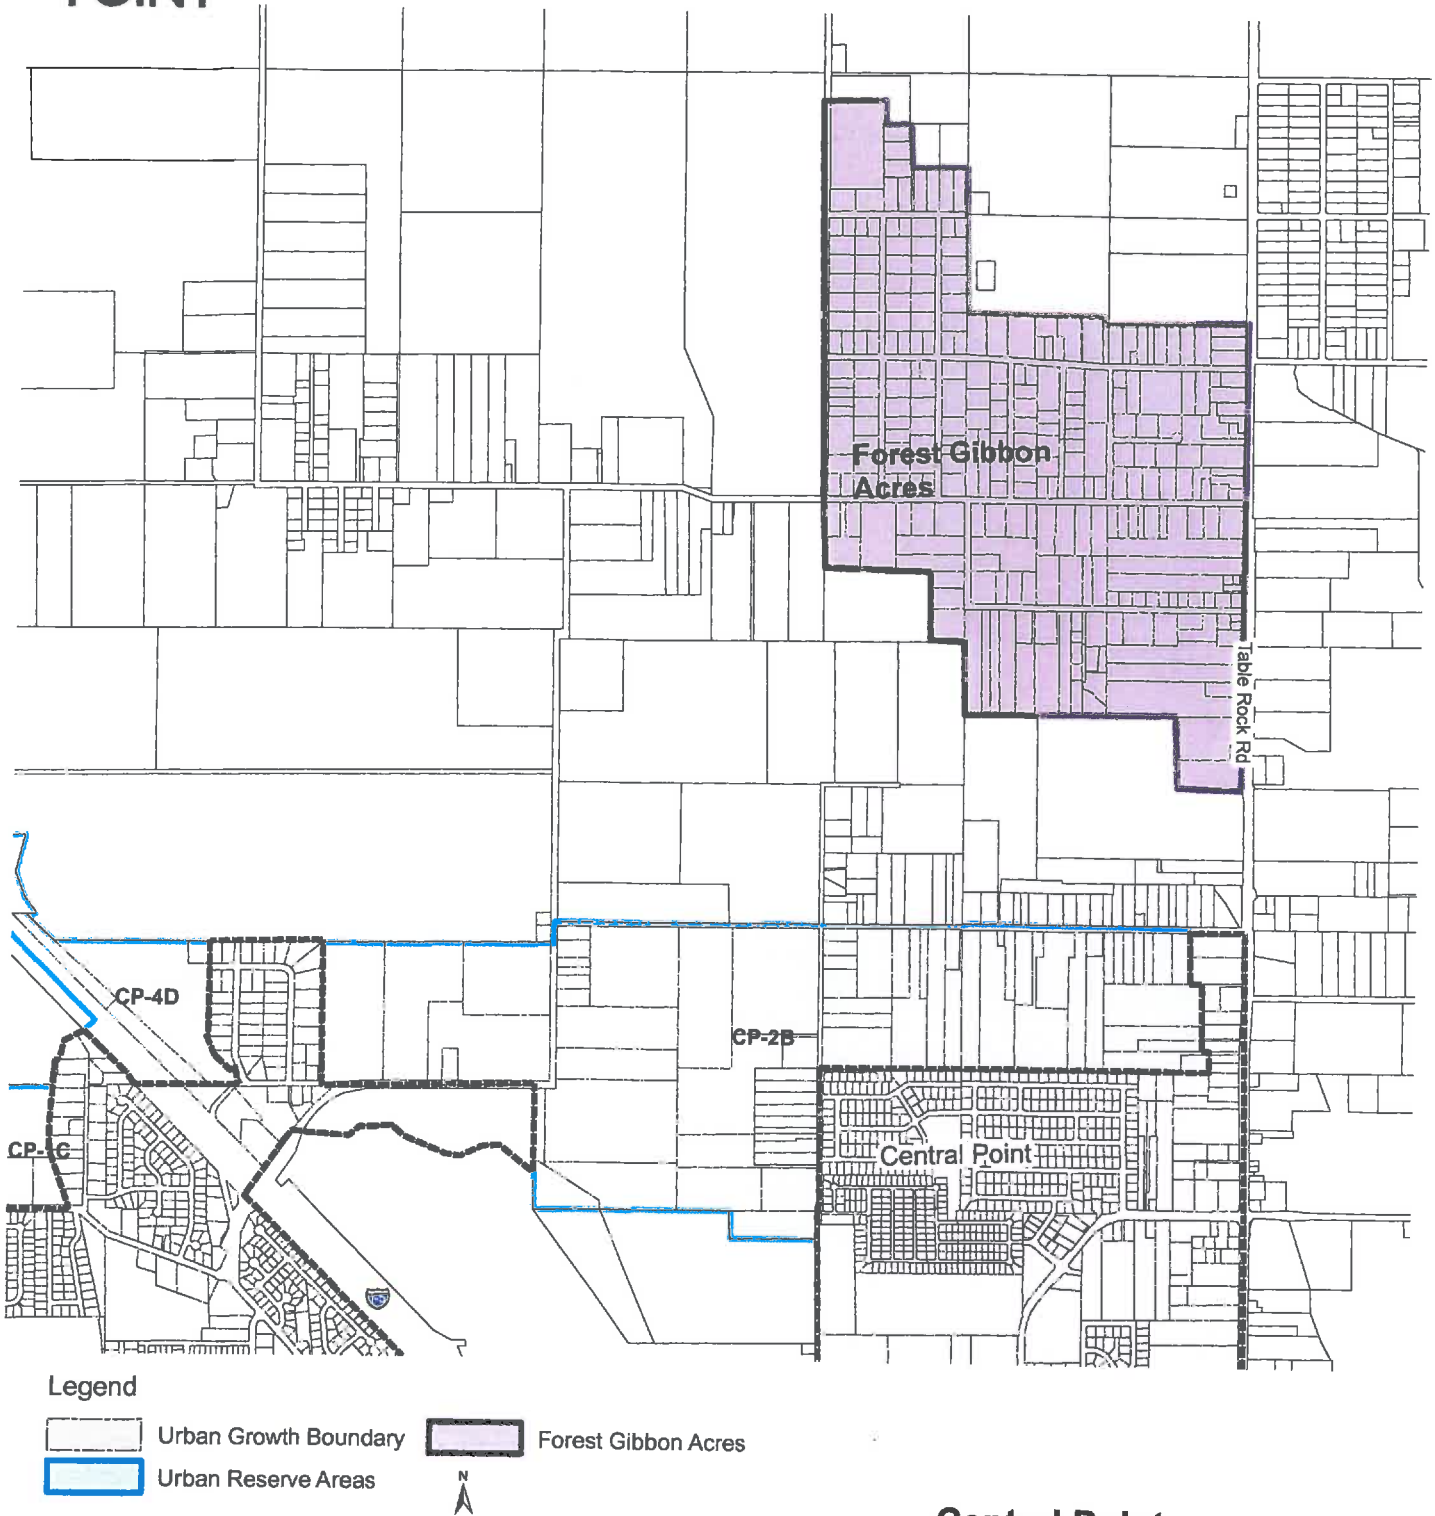 Forest Gibbon
Acres
Table Rock Rd
CP-4D
CP-2B
Central Point
Legend
Urban Growth Boundary
Forest Gibbon Acres
Urban Reserve Areas
N